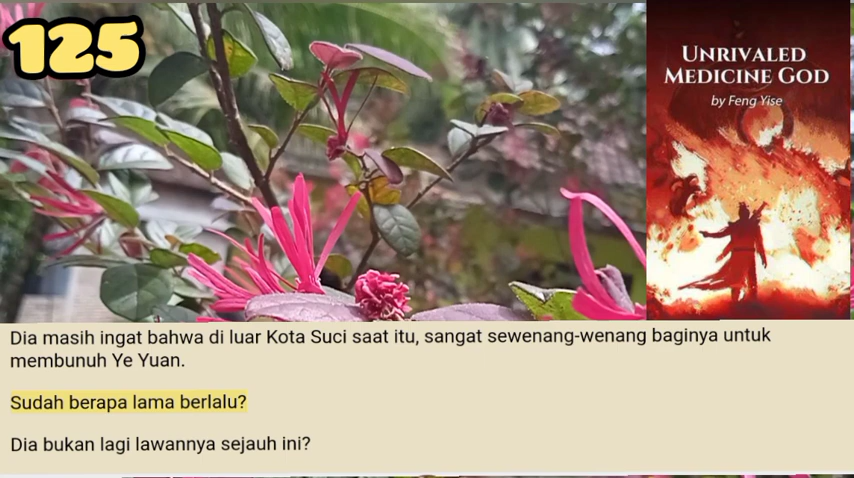 125
UNRIVALED
MEDICINE GOD
by Feng Yise
Dia masih ingat bahwa di luar Kota Suci saat itu, sangat sewenang-wenang baginya untuk
membunuh Ye Yuan.
Sudah berapa lama berlalu?
Dia bukan lagi lawannya sejauh ini?